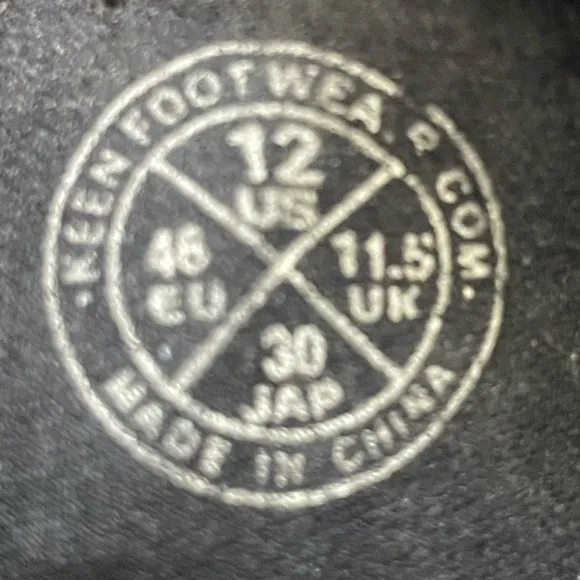 KEENFOOTWEAR.COM
12
US
46
EU
11.5
UK
30
JAP
MADE IN CHINA